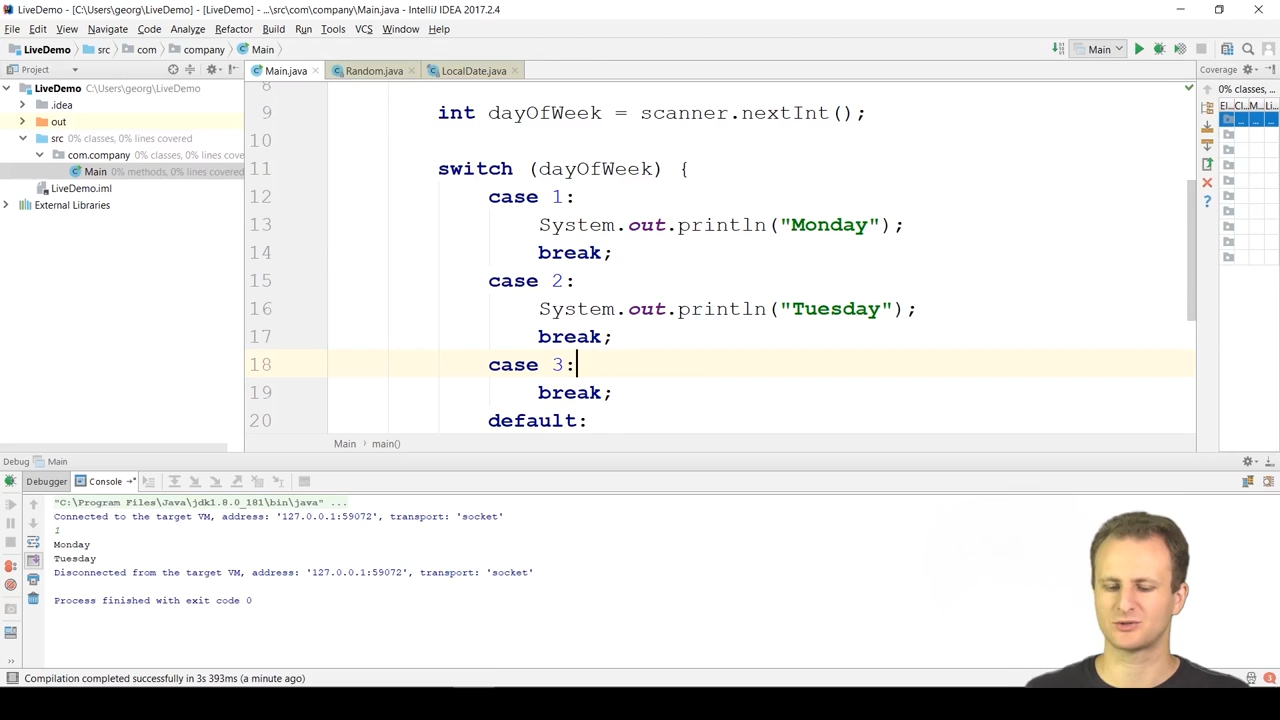 LiveDemo - [C:\Users\georg\LiveDemo] - [LiveDemo] - ...\src\com\company\Main.java - IntelliJ IDEA 2017.2.4
File Edit View Navigate Code Analyze Refactor Build Run Tools VCS Window Help
LiveDemo src com company Main Main
Project Main.java Random.java LocalDate.java Coverage
LiveDemo C:\Users\georg\LiveDemo
.idea
out
src 0% classes, 0% lines covered
com.company 0% classes, 0% lines cove
Main 0% methods, 0% lines covered
LiveDemo.iml
External Libraries
8
9 int dayOfWeek = scanner.nextInt();
10
11 switch (dayOfWeek) {
12 case 1:
13 System.out.println("Monday");
14 break;
15 case 2:
16 System.out.println("Tuesday");
17 break;
18 case 3:
19 break;
20 default:
Main main()
0% classes, ...
El... Cl... M... Li...
Debug Main
Debugger Console
"C:\Program Files\Java\jdk1.8.0_181\bin\java" ...
Connected to the target VM, address: '127.0.0.1:59072', transport: 'socket'
1
Monday
Tuesday
Disconnected from the target VM, address: '127.0.0.1:59072', transport: 'socket'
Process finished with exit code 0
Compilation completed successfully in 3s 393ms (a minute ago)